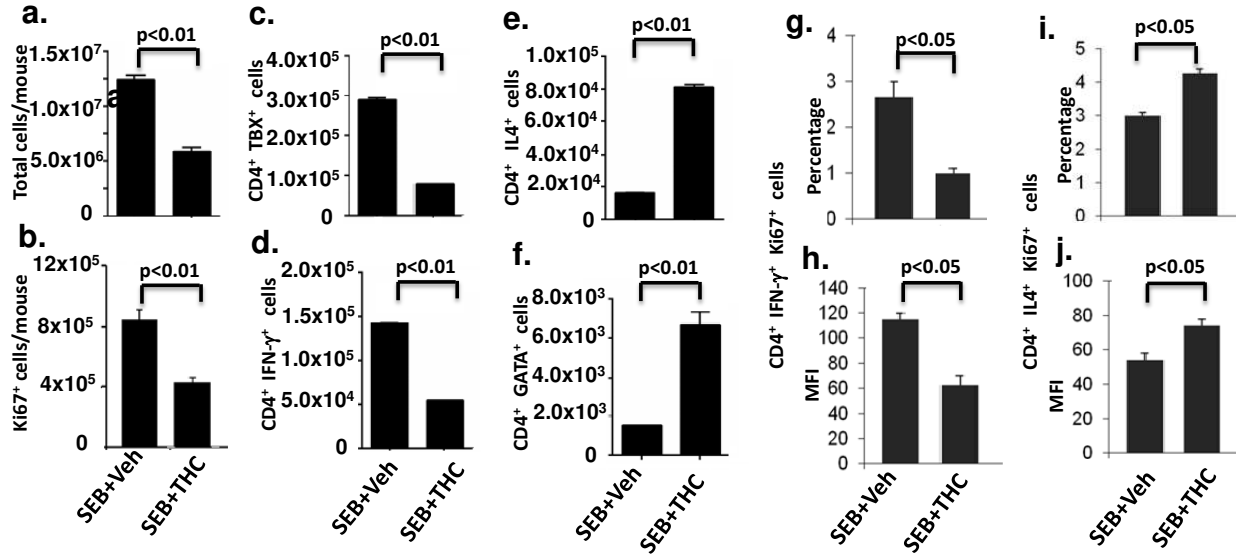 a.
p<0.01
Total cells/mouse
1.5x10⁷
1.0x10⁷
5.0x10⁶
0
a
b.
p<0.01
Ki67⁺ cells/mouse
12x10⁵
8x10⁵
4x10⁵
0
SEB+Veh
SEB+THC
c.
p<0.01
CD4⁺ TBX⁺ cells
4.0x10⁵
3.0x10⁵
2.0x10⁵
1.0x10⁵
0
d.
p<0.01
CD4⁺ IFN-γ⁺ cells
2.0x10⁵
1.5x10⁵
1.0x10⁵
5.0x10⁴
0
SEB+Veh
SEB+THC
e.
p<0.01
CD4⁺ IL4⁺ cells
1.0x10⁵
8.0x10⁴
6.0x10⁴
4.0x10⁴
2.0x10⁴
0
f.
p<0.01
CD4⁺ GATA⁺ cells
8.0x10³
6.0x10³
4.0x10³
2.0x10³
0
SEB+Veh
SEB+THC
CD4⁺ IFN-γ⁺ Ki67⁺ cells
g.
p<0.05
Percentage
4
3
2
1
0
h.
p<0.05
MFI
140
120
100
80
60
40
20
0
SEB+Veh
SEB+THC
CD4⁺ IL4⁺ Ki67⁺ cells
i.
p<0.05
Percentage
5
4
3
2
1
0
j.
p<0.05
MFI
100
80
60
40
20
0
SEB+Veh
SEB+THC